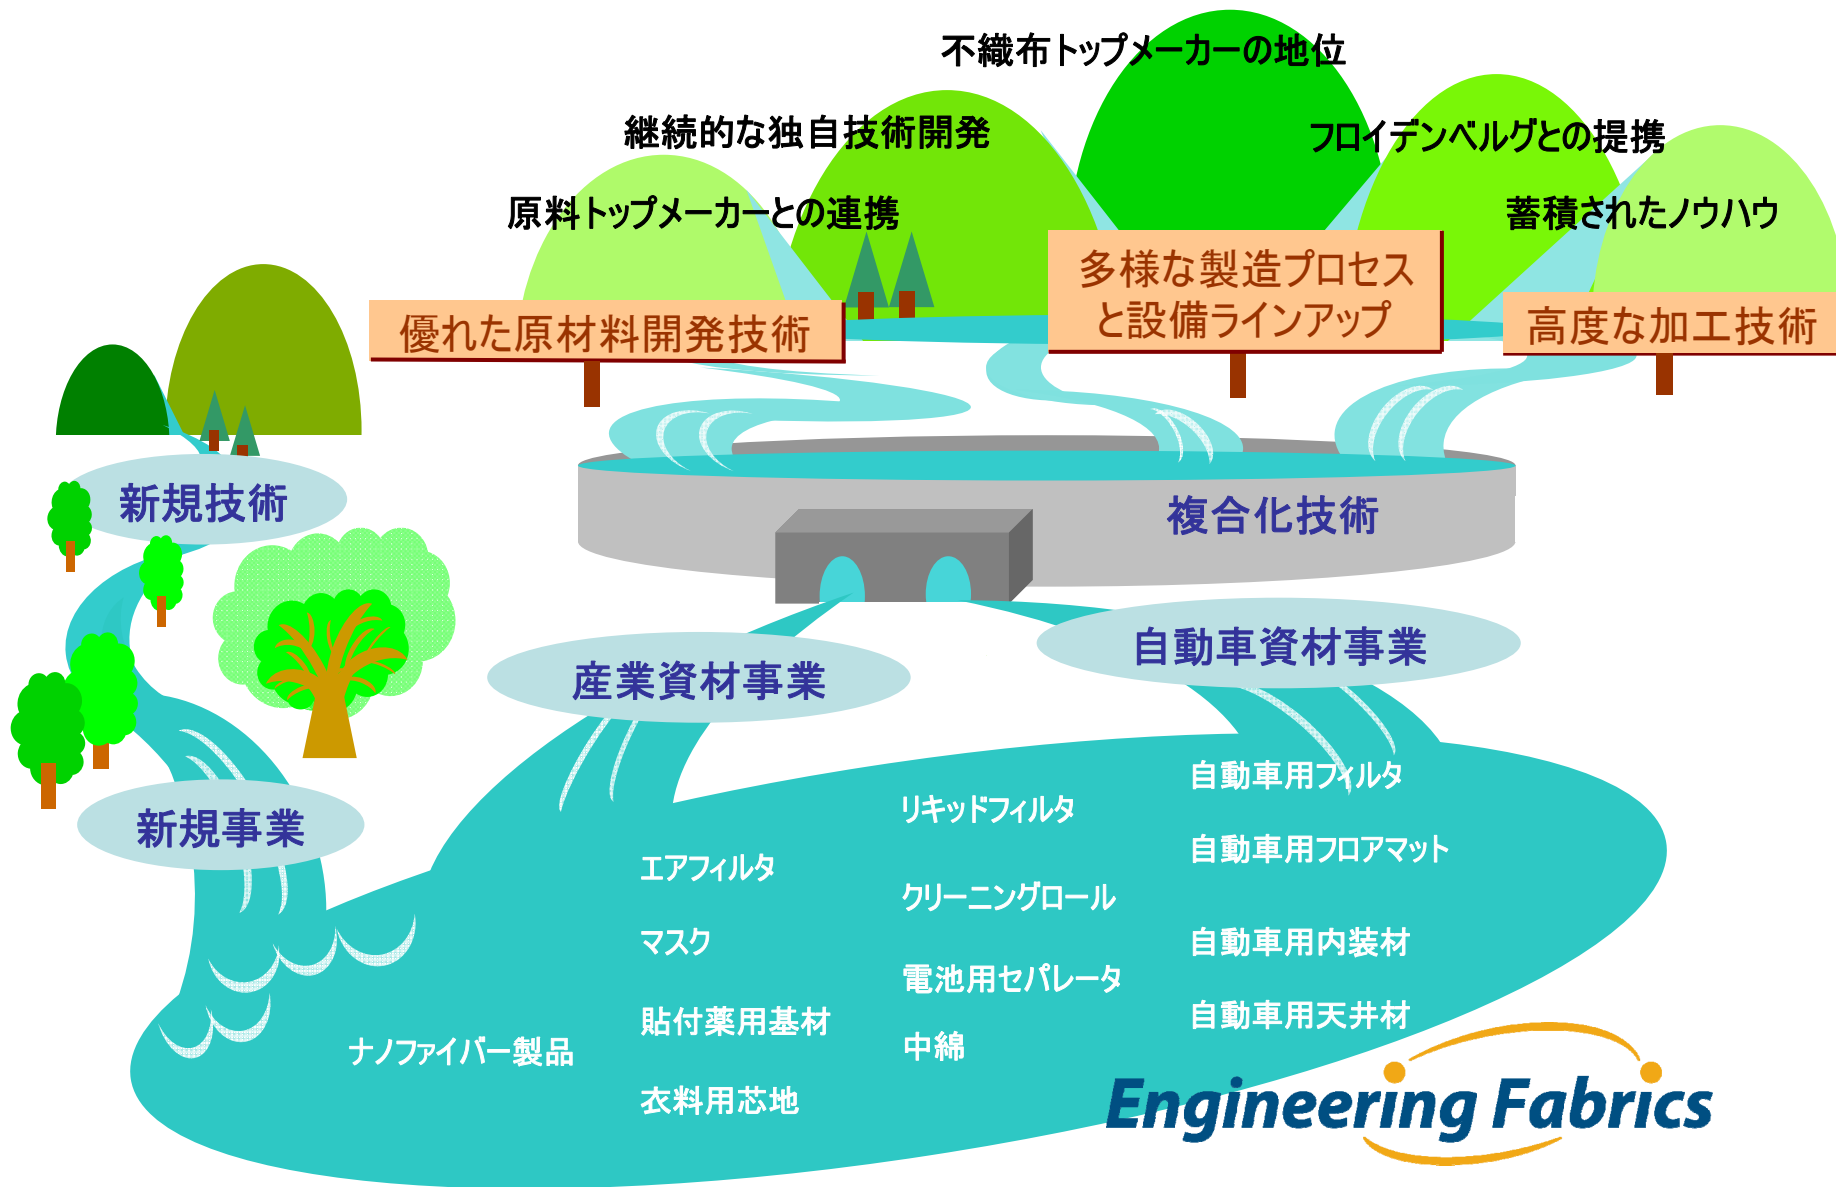 不織布トップメーカーの地位
継続的な独自技術開発
フロイデンベルグとの提携
原料トップメーカーとの連携
蓄積されたノウハウ
多様な製造プロセス
と設備ラインアップ
優れた原材料開発技術
高度な加工技術
新規技術
複合化技術
産業資材事業
自動車資材事業
新規事業
自動車用フィルタ
リキッドフィルタ
自動車用フロアマット
エアフィルタ
クリーニングロール
マスク
自動車用内装材
電池用セパレータ
貼付薬用基材
自動車用天井材
ナノファイバー製品
中綿
衣料用芯地
Engineering Fabrics